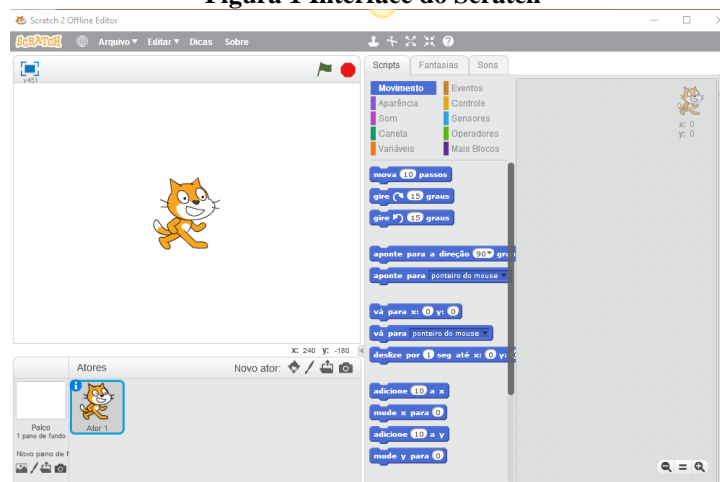 Figura 1 Interface do Scratch
Scratch 2 Offline Editor
SCRATCH Arquivo Editar Dicas Sobre
v451
Scripts Fantasias Sons
Movimento Eventos
Aparência Controle
Som Sensores
Caneta Operadores
Variáveis Mais Blocos
x: 0
y: 0
mova 10 passos
gire 15 graus
gire 15 graus
aponte para a direção 90 gra
aponte para ponteiro do mouse
vá para x: 0 y: 0
vá para ponteiro do mouse
deslize por 1 seg até x: 0 y:
adicione 10 a x
mude x para 0
adicione 10 a y
mude y para 0
X: 240 Y: -180
Atores Novo ator:
Palco
1 pano de fundo
Ator 1
Novo pano de f